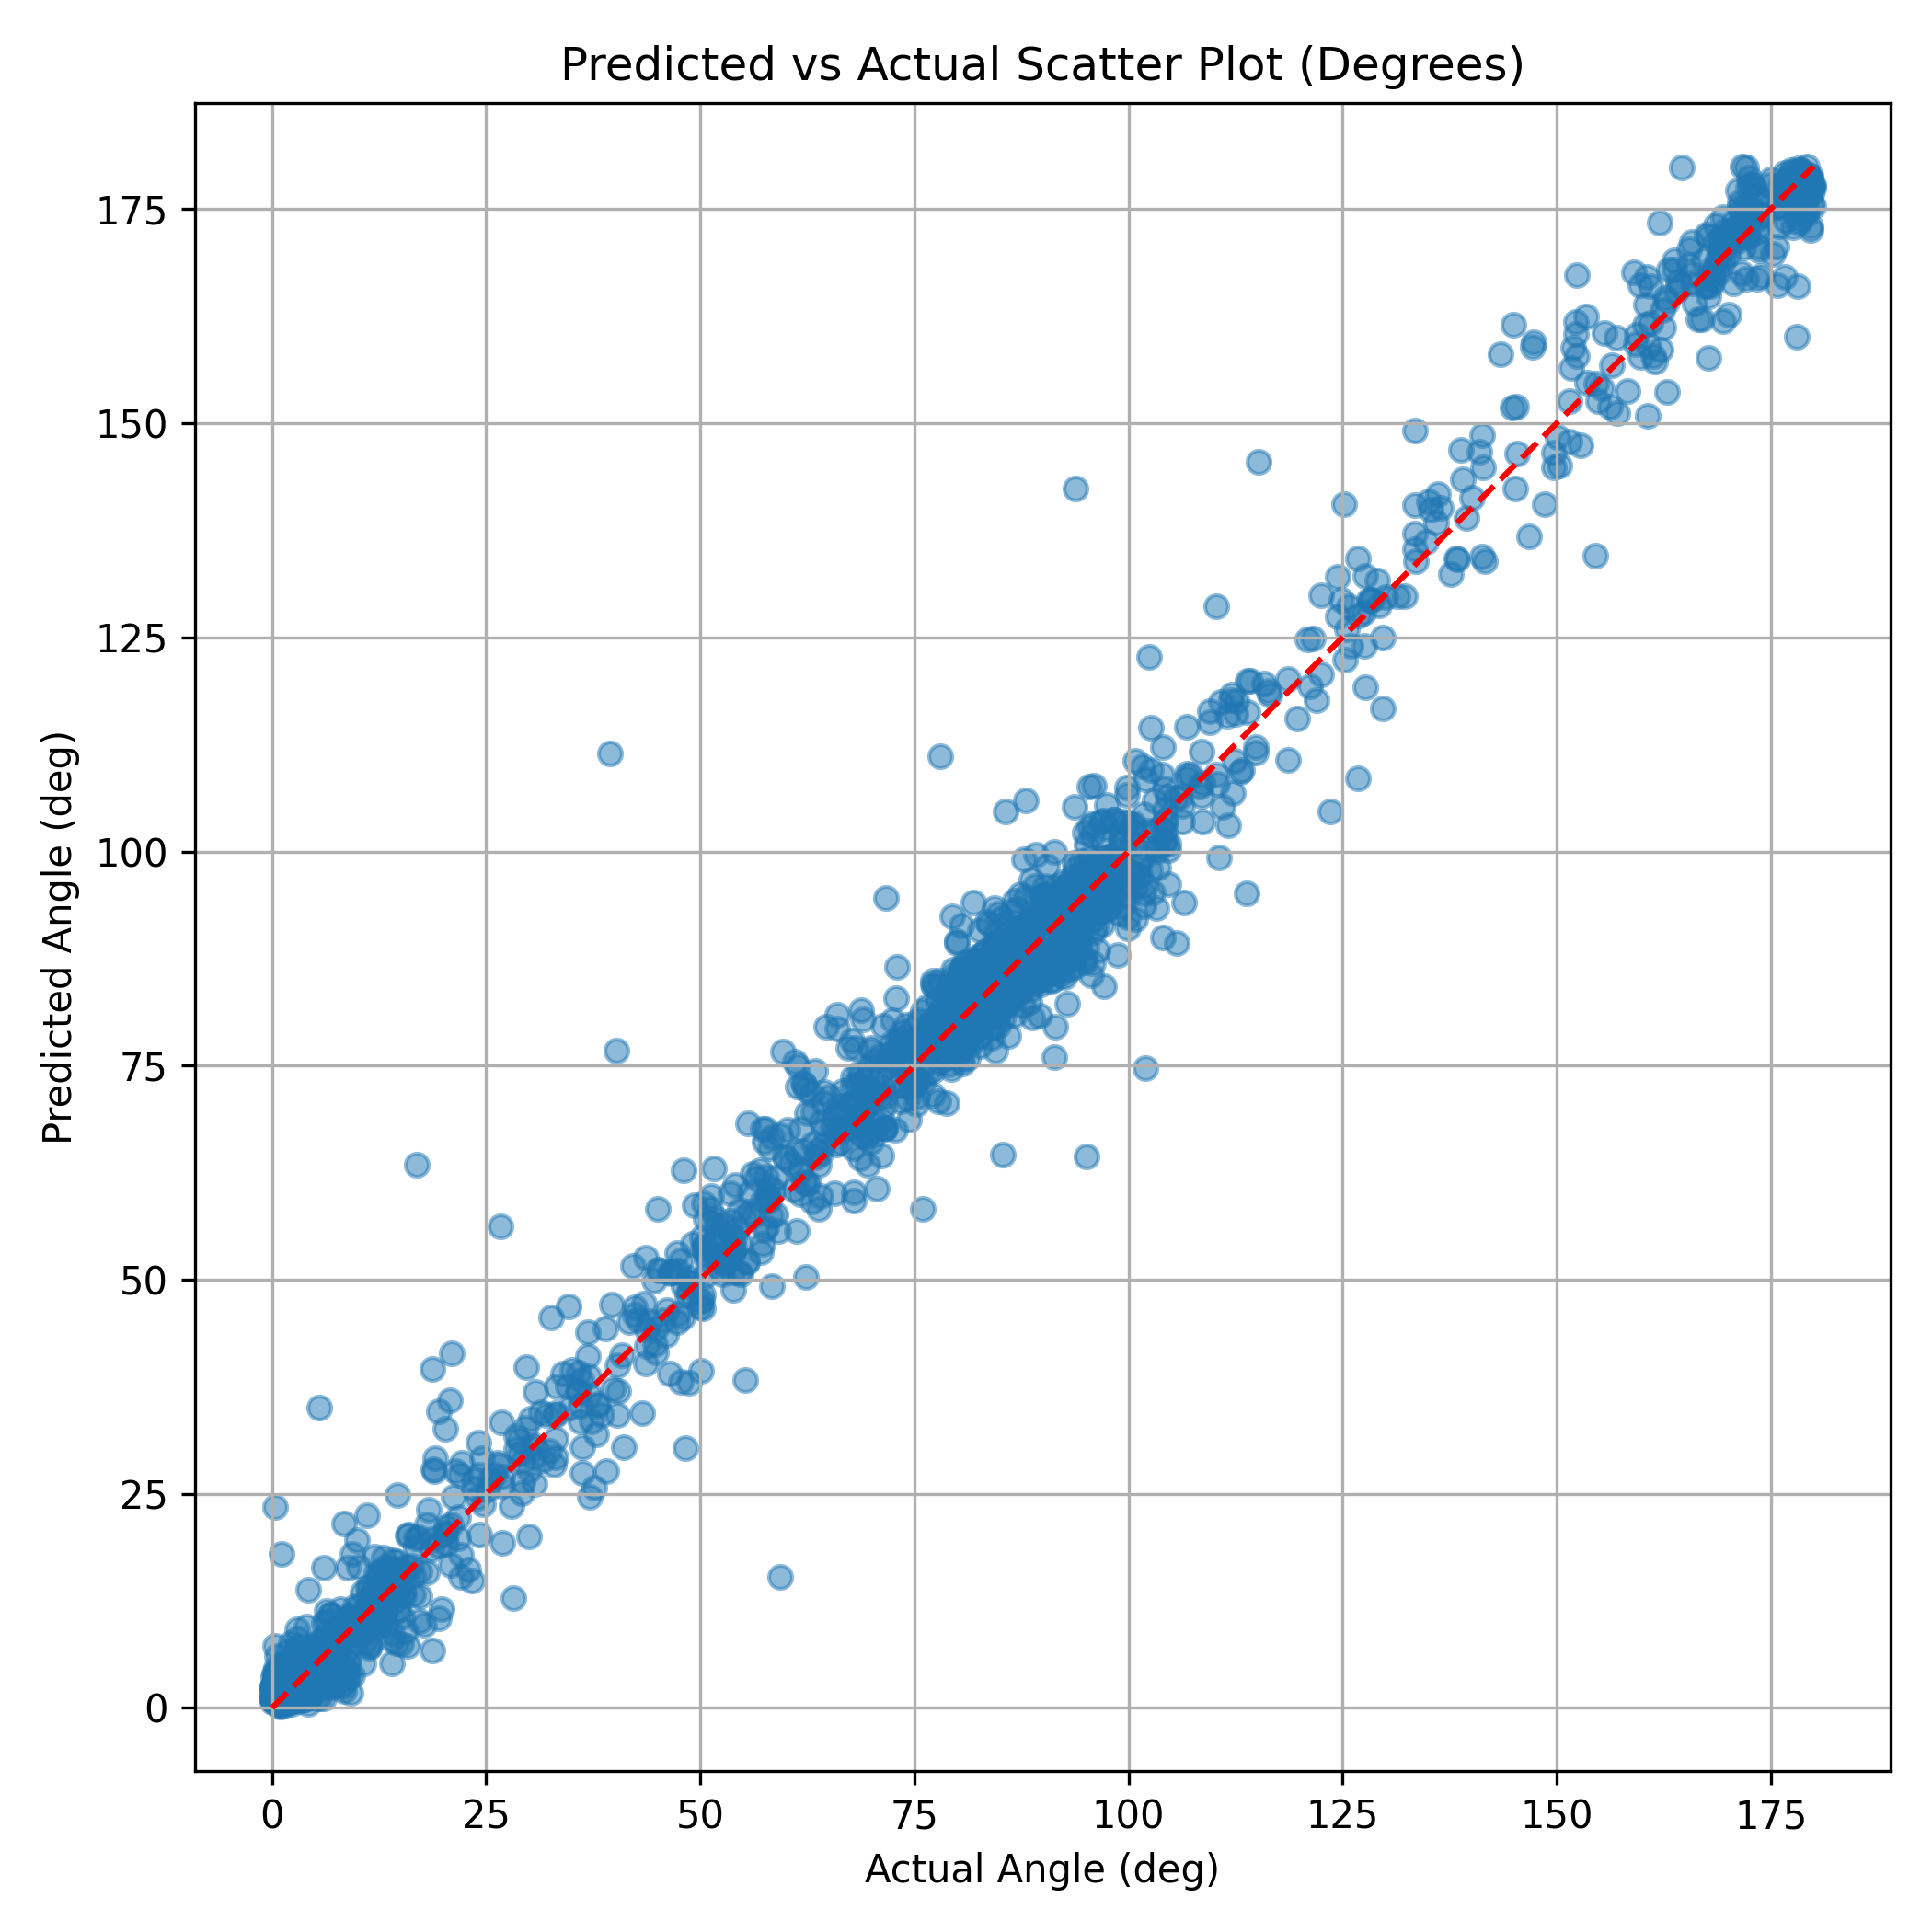 Predicted vs Actual Scatter Plot (Degrees)
175
150
125
100
75
50
25
0
Predicted Angle (deg)
0 25 50 75 100 125 150 175
Actual Angle (deg)